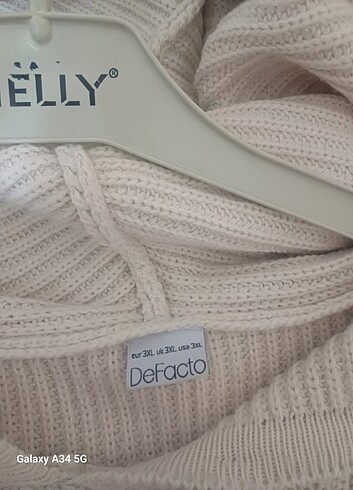 ELLY®
eur 3XL uk 3XL usa 3XL
DeFacto
Galaxy A34 5G